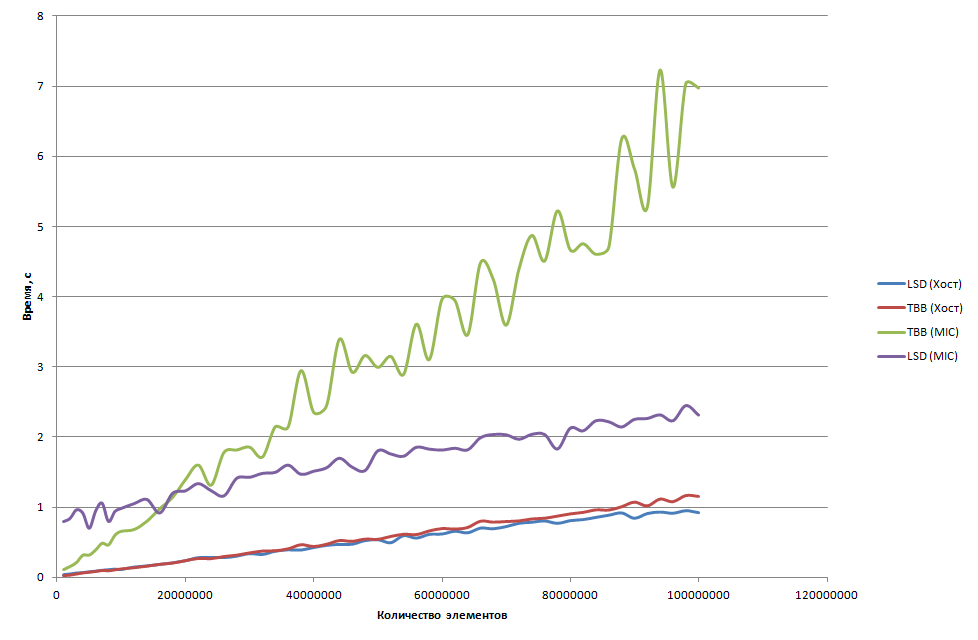 8
7
6
5
4
3
2
1
0
Время, с
0 20000000 40000000 60000000 80000000 100000000 120000000
Количество элементов
LSD (Хост)
TBB (Хост)
TBB (MIC)
LSD (MIC)